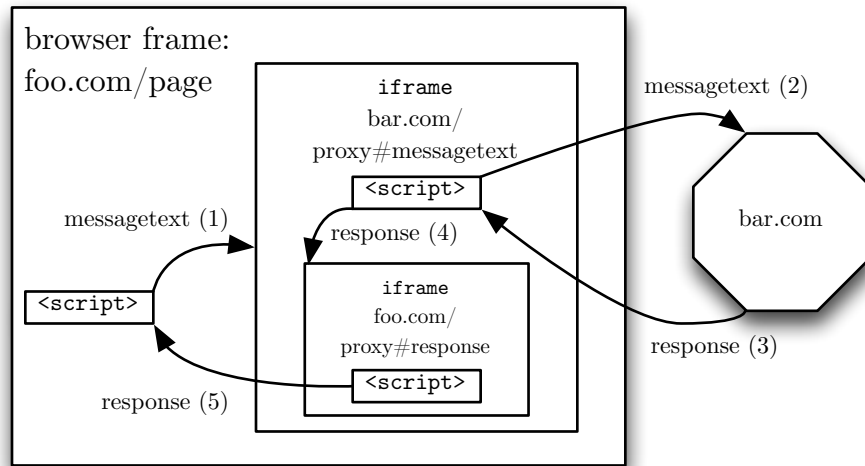 browser frame:
foo.com/page
iframe
bar.com/
proxy#messagetext
<script>
messagetext (1)
messagetext (2)
bar.com
response (3)
response (4)
iframe
foo.com/
proxy#response
<script>
<script>
response (5)